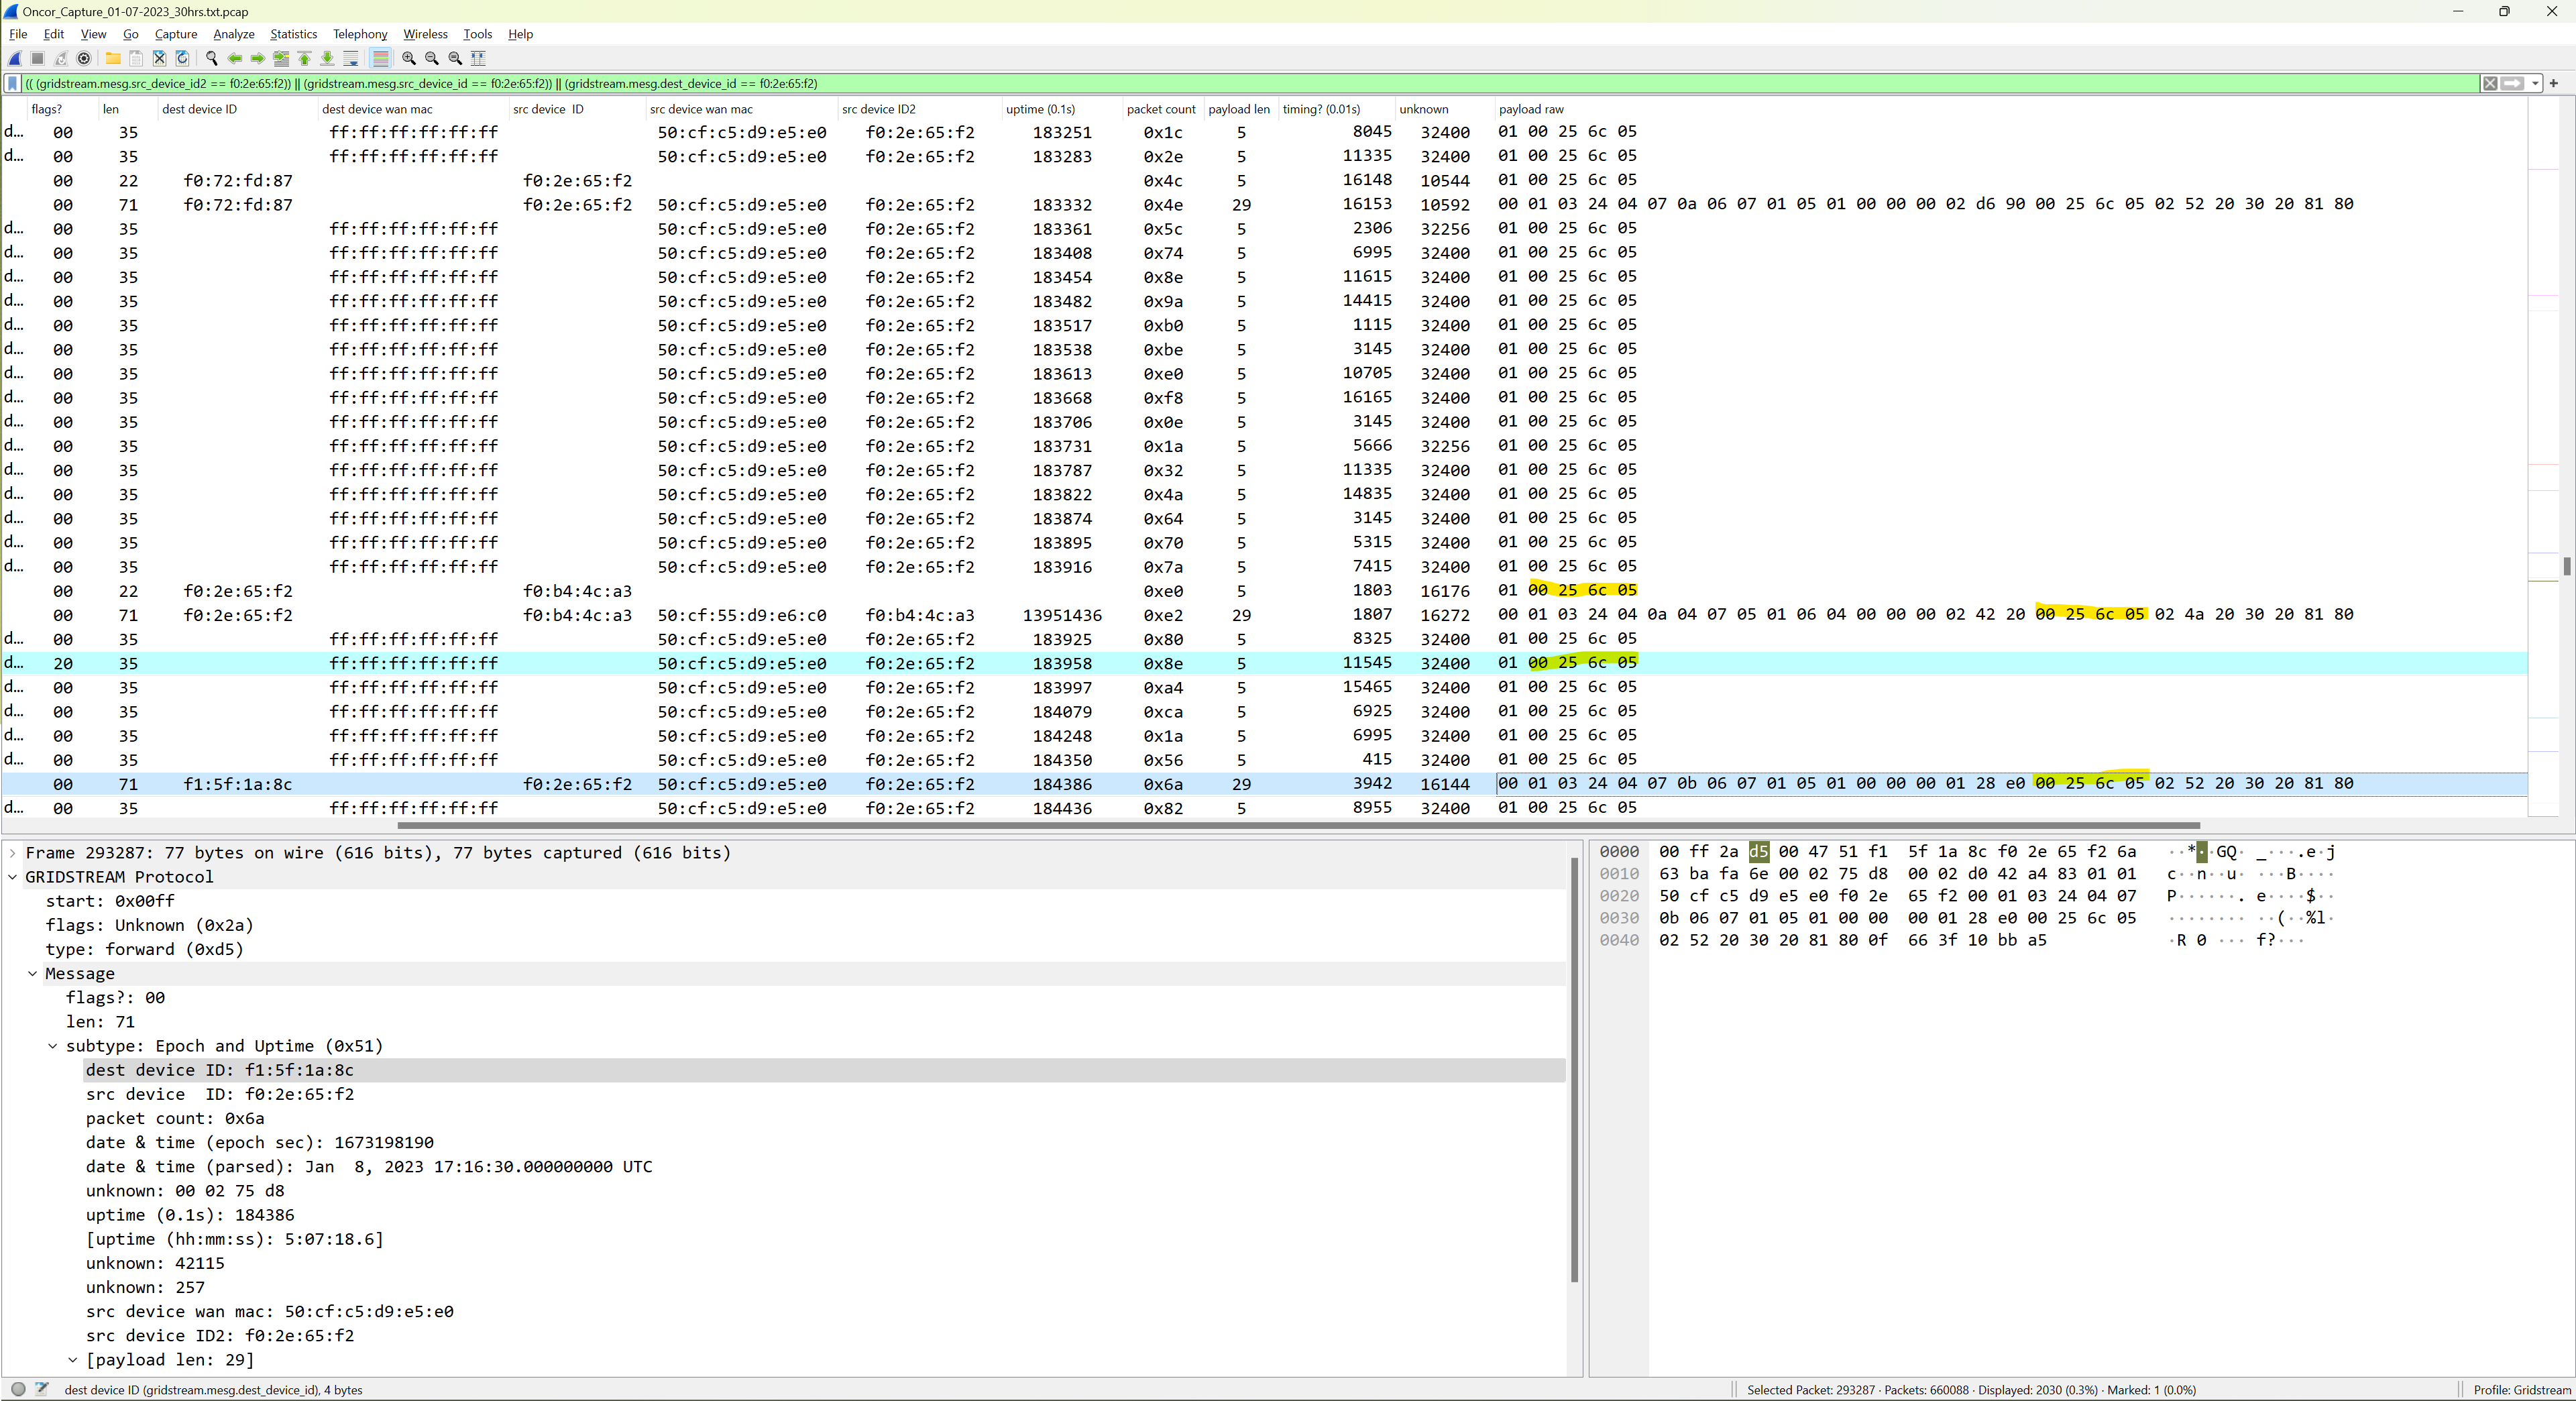 Oncor_Capture_01-07-2023_30hrs.txt.pcap
File Edit View Go Capture Analyze Statistics Telephony Wireless Tools Help
(( (gridstream.mesg.src_device_id2 == f0:2e:65:f2)) || (gridstream.mesg.src_device_id == f0:2e:65:f2)) || (gridstream.mesg.dest_device_id == f0:2e:65:f2)
flags? len dest device ID dest device wan mac src device ID src device wan mac src device ID2 uptime (0.1s) packet count payload len timing? (0.01s) unknown payload raw
d... 00 35 ff:ff:ff:ff:ff:ff 50:cf:c5:d9:e5:e0 f0:2e:65:f2 183251 0x1c 5 8045 32400 01 00 25 6c 05
d... 00 35 ff:ff:ff:ff:ff:ff 50:cf:c5:d9:e5:e0 f0:2e:65:f2 183283 0x2e 5 11335 32400 01 00 25 6c 05
00 22 f0:72:fd:87 f0:2e:65:f2 0x4c 5 16148 10544 01 00 25 6c 05
00 71 f0:72:fd:87 f0:2e:65:f2 50:cf:c5:d9:e5:e0 f0:2e:65:f2 183332 0x4e 29 16153 10592 00 01 03 24 04 07 0a 06 07 01 05 01 00 00 00 02 d6 90 00 25 6c 05 02 52 20 30 20 81 80
d... 00 35 ff:ff:ff:ff:ff:ff 50:cf:c5:d9:e5:e0 f0:2e:65:f2 183361 0x5c 5 2306 32256 01 00 25 6c 05
d... 00 35 ff:ff:ff:ff:ff:ff 50:cf:c5:d9:e5:e0 f0:2e:65:f2 183408 0x74 5 6995 32400 01 00 25 6c 05
d... 00 35 ff:ff:ff:ff:ff:ff 50:cf:c5:d9:e5:e0 f0:2e:65:f2 183454 0x8e 5 11615 32400 01 00 25 6c 05
d... 00 35 ff:ff:ff:ff:ff:ff 50:cf:c5:d9:e5:e0 f0:2e:65:f2 183482 0x9a 5 14415 32400 01 00 25 6c 05
d... 00 35 ff:ff:ff:ff:ff:ff 50:cf:c5:d9:e5:e0 f0:2e:65:f2 183517 0xb0 5 1115 32400 01 00 25 6c 05
d... 00 35 ff:ff:ff:ff:ff:ff 50:cf:c5:d9:e5:e0 f0:2e:65:f2 183538 0xbe 5 3145 32400 01 00 25 6c 05
d... 00 35 ff:ff:ff:ff:ff:ff 50:cf:c5:d9:e5:e0 f0:2e:65:f2 183613 0xe0 5 10705 32400 01 00 25 6c 05
d... 00 35 ff:ff:ff:ff:ff:ff 50:cf:c5:d9:e5:e0 f0:2e:65:f2 183668 0xf8 5 16165 32400 01 00 25 6c 05
d... 00 35 ff:ff:ff:ff:ff:ff 50:cf:c5:d9:e5:e0 f0:2e:65:f2 183706 0x0e 5 3145 32400 01 00 25 6c 05
d... 00 35 ff:ff:ff:ff:ff:ff 50:cf:c5:d9:e5:e0 f0:2e:65:f2 183731 0x1a 5 5666 32256 01 00 25 6c 05
d... 00 35 ff:ff:ff:ff:ff:ff 50:cf:c5:d9:e5:e0 f0:2e:65:f2 183787 0x32 5 11335 32400 01 00 25 6c 05
d... 00 35 ff:ff:ff:ff:ff:ff 50:cf:c5:d9:e5:e0 f0:2e:65:f2 183822 0x4a 5 14835 32400 01 00 25 6c 05
d... 00 35 ff:ff:ff:ff:ff:ff 50:cf:c5:d9:e5:e0 f0:2e:65:f2 183874 0x64 5 3145 32400 01 00 25 6c 05
d... 00 35 ff:ff:ff:ff:ff:ff 50:cf:c5:d9:e5:e0 f0:2e:65:f2 183895 0x70 5 5315 32400 01 00 25 6c 05
d... 00 35 ff:ff:ff:ff:ff:ff 50:cf:c5:d9:e5:e0 f0:2e:65:f2 183916 0x7a 5 7415 32400 01 00 25 6c 05
00 22 f0:2e:65:f2 f0:b4:4c:a3 0xe0 5 1803 16176 01 00 25 6c 05
00 71 f0:2e:65:f2 f0:b4:4c:a3 50:cf:55:d9:e6:c0 f0:b4:4c:a3 13951436 0xe2 29 1807 16272 00 01 03 24 04 0a 04 07 05 01 06 04 00 00 00 02 42 20 00 25 6c 05 02 4a 20 30 20 81 80
d... 00 35 ff:ff:ff:ff:ff:ff 50:cf:c5:d9:e5:e0 f0:2e:65:f2 183925 0x80 5 8325 32400 01 00 25 6c 05
d... 20 35 ff:ff:ff:ff:ff:ff 50:cf:c5:d9:e5:e0 f0:2e:65:f2 183958 0x8e 5 11545 32400 01 00 25 6c 05
d... 00 35 ff:ff:ff:ff:ff:ff 50:cf:c5:d9:e5:e0 f0:2e:65:f2 183997 0xa4 5 15465 32400 01 00 25 6c 05
d... 00 35 ff:ff:ff:ff:ff:ff 50:cf:c5:d9:e5:e0 f0:2e:65:f2 184079 0xca 5 6925 32400 01 00 25 6c 05
d... 00 35 ff:ff:ff:ff:ff:ff 50:cf:c5:d9:e5:e0 f0:2e:65:f2 184248 0x1a 5 6995 32400 01 00 25 6c 05
d... 00 35 ff:ff:ff:ff:ff:ff 50:cf:c5:d9:e5:e0 f0:2e:65:f2 184350 0x56 5 415 32400 01 00 25 6c 05
00 71 f1:5f:1a:8c f0:2e:65:f2 50:cf:c5:d9:e5:e0 f0:2e:65:f2 184386 0x6a 29 3942 16144 00 01 03 24 04 07 0b 06 07 01 05 01 00 00 00 01 28 e0 00 25 6c 05 02 52 20 30 20 81 80
d... 00 35 ff:ff:ff:ff:ff:ff 50:cf:c5:d9:e5:e0 f0:2e:65:f2 184436 0x82 5 8955 32400 01 00 25 6c 05
Frame 293287: 77 bytes on wire (616 bits), 77 bytes captured (616 bits)
GRIDSTREAM Protocol
start: 0x00ff
flags: Unknown (0x2a)
type: forward (0xd5)
Message
flags?: 00
len: 71
subtype: Epoch and Uptime (0x51)
dest device ID: f1:5f:1a:8c
src device  ID: f0:2e:65:f2
packet count: 0x6a
date & time (epoch sec): 1673198190
date & time (parsed): Jan  8, 2023 17:16:30.000000000 UTC
unknown: 00 02 75 d8
uptime (0.1s): 184386
[uptime (hh:mm:ss): 5:07:18.6]
unknown: 42115
unknown: 257
src device wan mac: 50:cf:c5:d9:e5:e0
src device ID2: f0:2e:65:f2
[payload len: 29]
0000 00 ff 2a d5 00 47 51 f1 5f 1a 8c f0 2e 65 f2 6a ··*··GQ· _···.e·j
0010 63 ba fa 6e 00 02 75 d8 00 02 d0 42 a4 83 01 01 c··n··u· ···B····
0020 50 cf c5 d9 e5 e0 f0 2e 65 f2 00 01 03 24 04 07 P······. e····$··
0030 0b 06 07 01 05 01 00 00 00 01 28 e0 00 25 6c 05 ········ ··(··%l·
0040 02 52 20 30 20 81 80 0f 66 3f 10 bb a5 ·R 0 ··· f?···
dest device ID (gridstream.mesg.dest_device_id), 4 bytes
Selected Packet: 293287 · Packets: 660088 · Displayed: 2030 (0.3%) · Marked: 1 (0.0%)
Profile: Gridstream